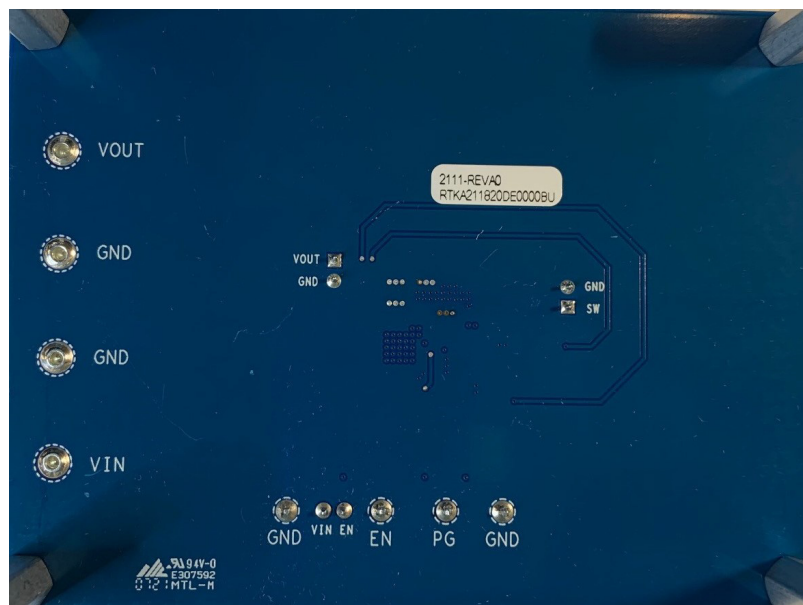 VOUT
2111-REVA0
RTKA211820DE0000BU
GND
VOUT
GND
GND
SW
GND
VIN
GND
VIN EN
EN
PG
GND
94V-0
E307592
0721 MTL-M